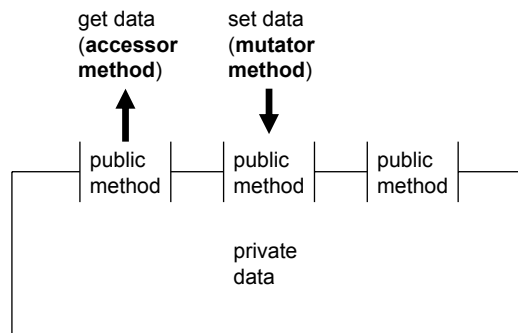 get data
(accessor
method)
set data
(mutator
method)
public
method
public
method
public
method
private
data